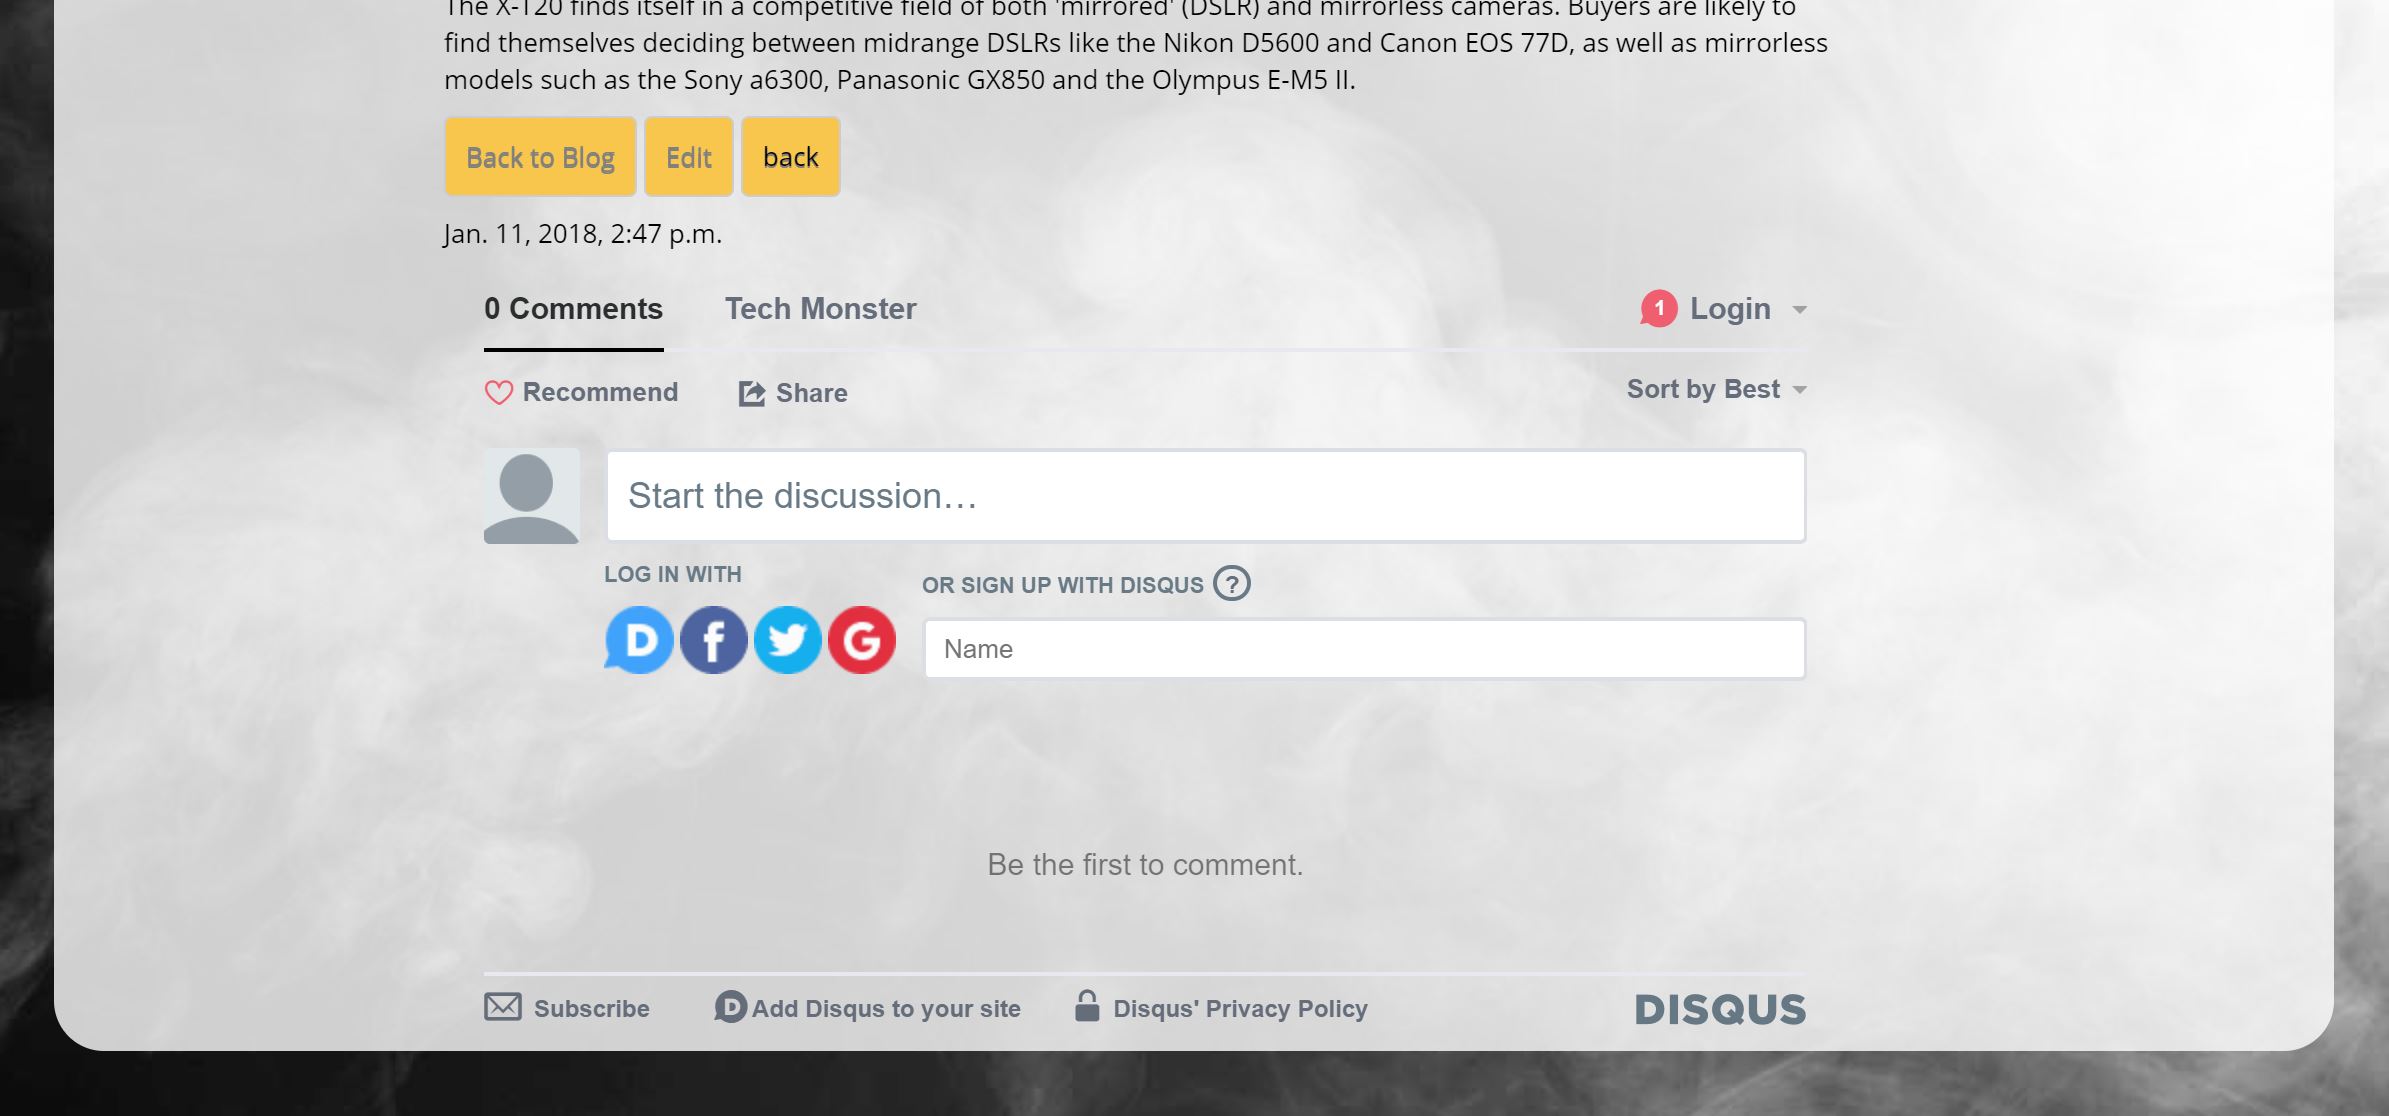 The X-T20 finds itself in a competitive field of both 'mirrored' (DSLR) and mirrorless cameras. Buyers are likely to
find themselves deciding between midrange DSLRs like the Nikon D5600 and Canon EOS 77D, as well as mirrorless
models such as the Sony a6300, Panasonic GX850 and the Olympus E-M5 II.
Back to Blog Edit back
Jan. 11, 2018, 2:47 p.m.
0 Comments Tech Monster 1 Login
Recommend Share Sort by Best
Start the discussion…
LOG IN WITH
OR SIGN UP WITH DISQUS ?
D f G
Name
Be the first to comment.
Subscribe D Add Disqus to your site Disqus' Privacy Policy DISQUS